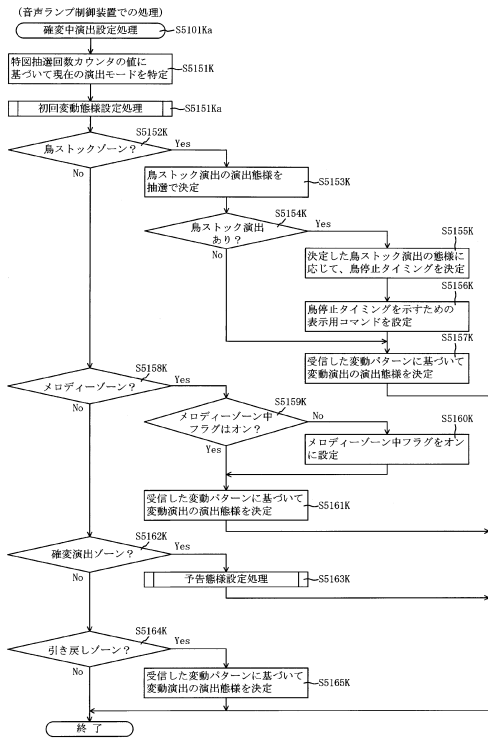 (音声ランプ制御装置での処理)
確変中演出設定処理
S5101Ka
特図抽選回数カウンタの値に
基づいて現在の演出モードを特定
S5151K
初回変動態様設定処理
S5151Ka
鳥ストックゾーン?
S5152K
Yes
No
鳥ストック演出の演出態様を
抽選で決定
S5153K
鳥ストック演出
あり?
S5154K
Yes
No
決定した鳥ストック演出の態様に
応じて、鳥停止タイミングを決定
S5155K
鳥停止タイミングを示すための
表示用コマンドを設定
S5156K
受信した変動パターンに基づいて
変動演出の演出態様を決定
S5157K
メロディーゾーン?
S5158K
Yes
No
メロディーゾーン中
フラグはオン?
S5159K
No
Yes
メロディーゾーン中フラグをオン
に設定
S5160K
受信した変動パターンに基づいて
変動演出の演出態様を決定
S5161K
確変演出ゾーン?
S5162K
Yes
No
予告態様設定処理
S5163K
引き戻しゾーン?
S5164K
Yes
No
受信した変動パターンに基づいて
変動演出の演出態様を決定
S5165K
終了